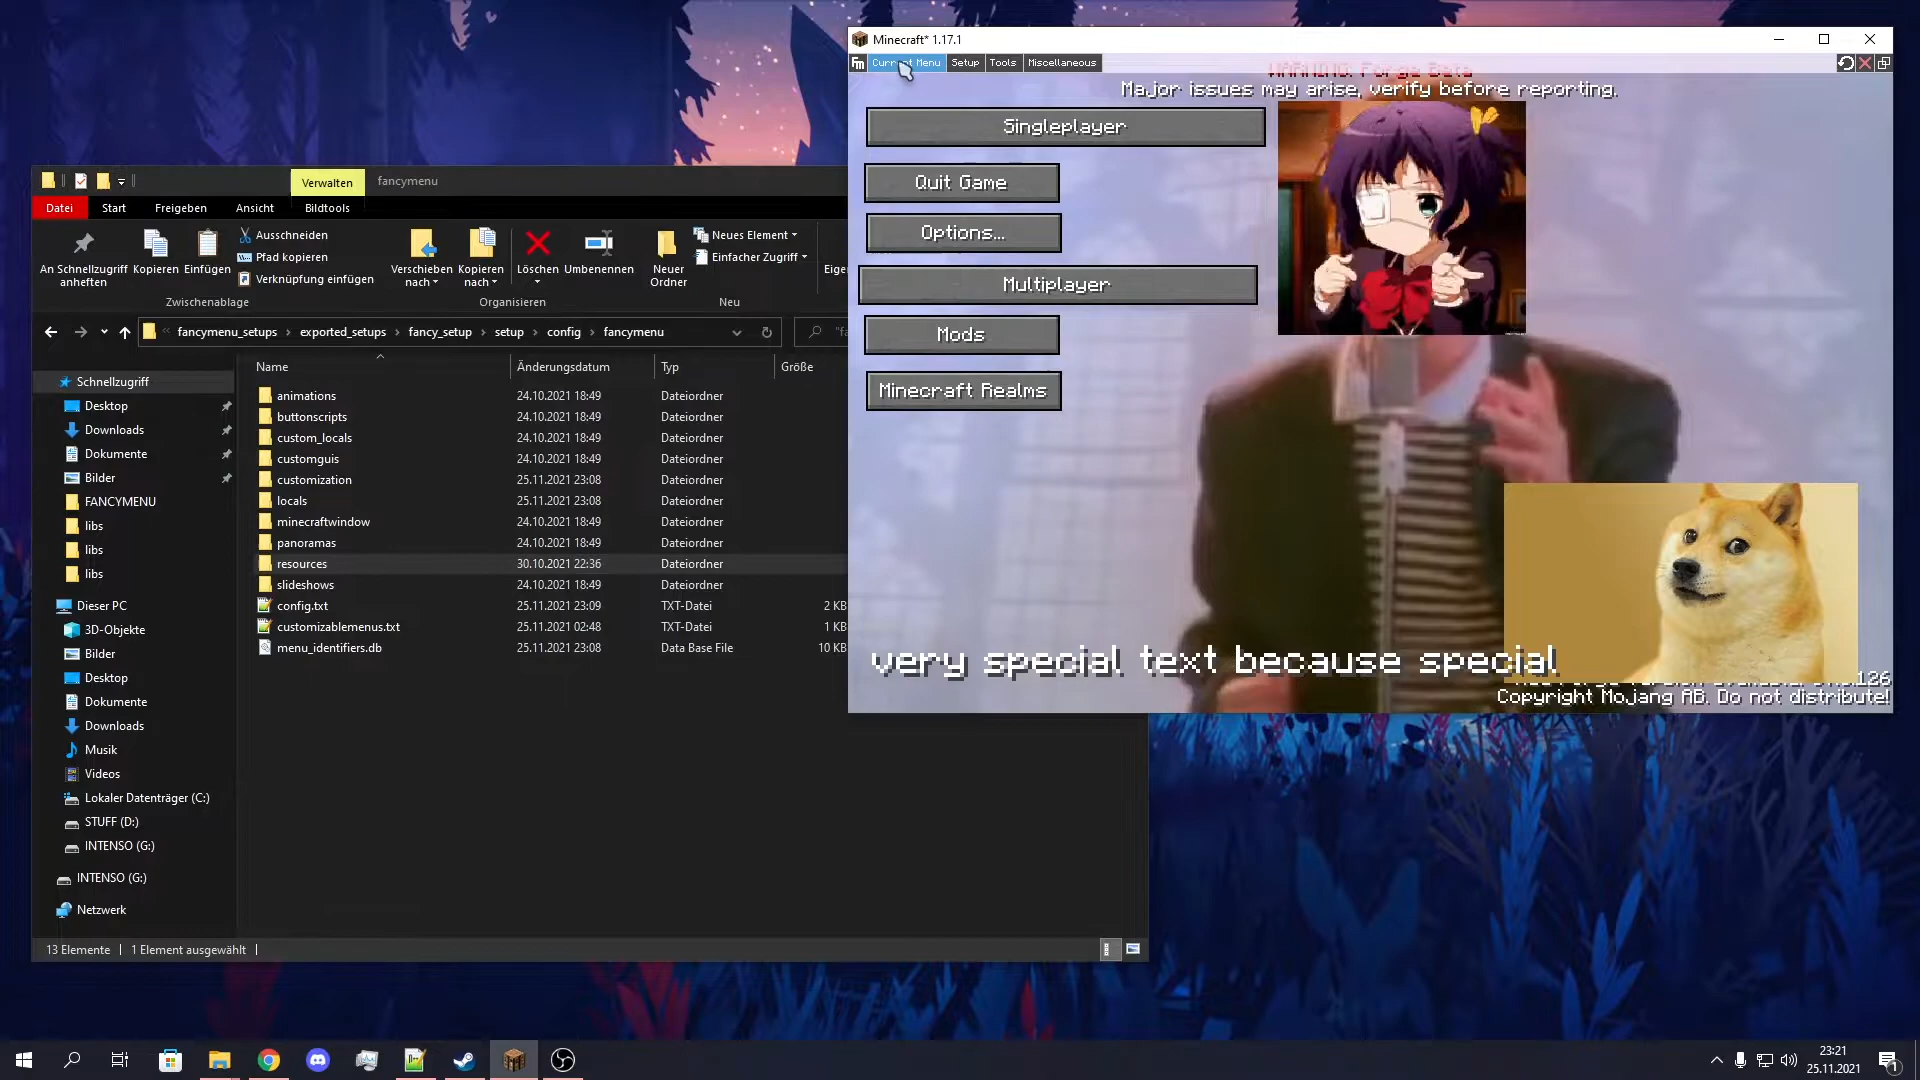 Minecraft* 1.17.1
Current Menu Setup Tools Miscellaneous
WARNING: Forge Beta
Major issues may arise, verify before reporting.
Singleplayer
Quit Game
Options...
Multiplayer
Mods
Minecraft Realms
very special text because special
126
Copyright Mojang AB. Do not distribute!
Verwalten fancymenu
Datei Start Freigeben Ansicht Bildtools
An Schnellzugriff anheften
Kopieren
Einfügen
Ausschneiden
Pfad kopieren
Verknüpfung einfügen
Zwischenablage
Verschieben nach
Kopieren nach
Löschen
Umbenennen
Organisieren
Neuer Ordner
Neues Element
Einfacher Zugriff
Neu
fancymenu_setups > exported_setups > fancy_setup > setup > config > fancymenu
Name Änderungsdatum Typ Größe
animations 24.10.2021 18:49 Dateiordner
buttonscripts 24.10.2021 18:49 Dateiordner
custom_locals 24.10.2021 18:49 Dateiordner
customguis 24.10.2021 18:49 Dateiordner
customization 25.11.2021 23:08 Dateiordner
locals 25.11.2021 23:08 Dateiordner
minecraftwindow 24.10.2021 18:49 Dateiordner
panoramas 24.10.2021 18:49 Dateiordner
resources 30.10.2021 22:36 Dateiordner
slideshows 24.10.2021 18:49 Dateiordner
config.txt 25.11.2021 23:09 TXT-Datei 2 KB
customizablemenus.txt 25.11.2021 02:48 TXT-Datei 1 KB
menu_identifiers.db 25.11.2021 23:08 Data Base File 10 KB
Schnellzugriff
Desktop
Downloads
Dokumente
Bilder
FANCYMENU
libs
libs
libs
Dieser PC
3D-Objekte
Bilder
Desktop
Dokumente
Downloads
Musik
Videos
Lokaler Datenträger (C:)
STUFF (D:)
INTENSO (G:)
INTENSO (G:)
Netzwerk
13 Elemente | 1 Element ausgewählt |
23:21
25.11.2021
1